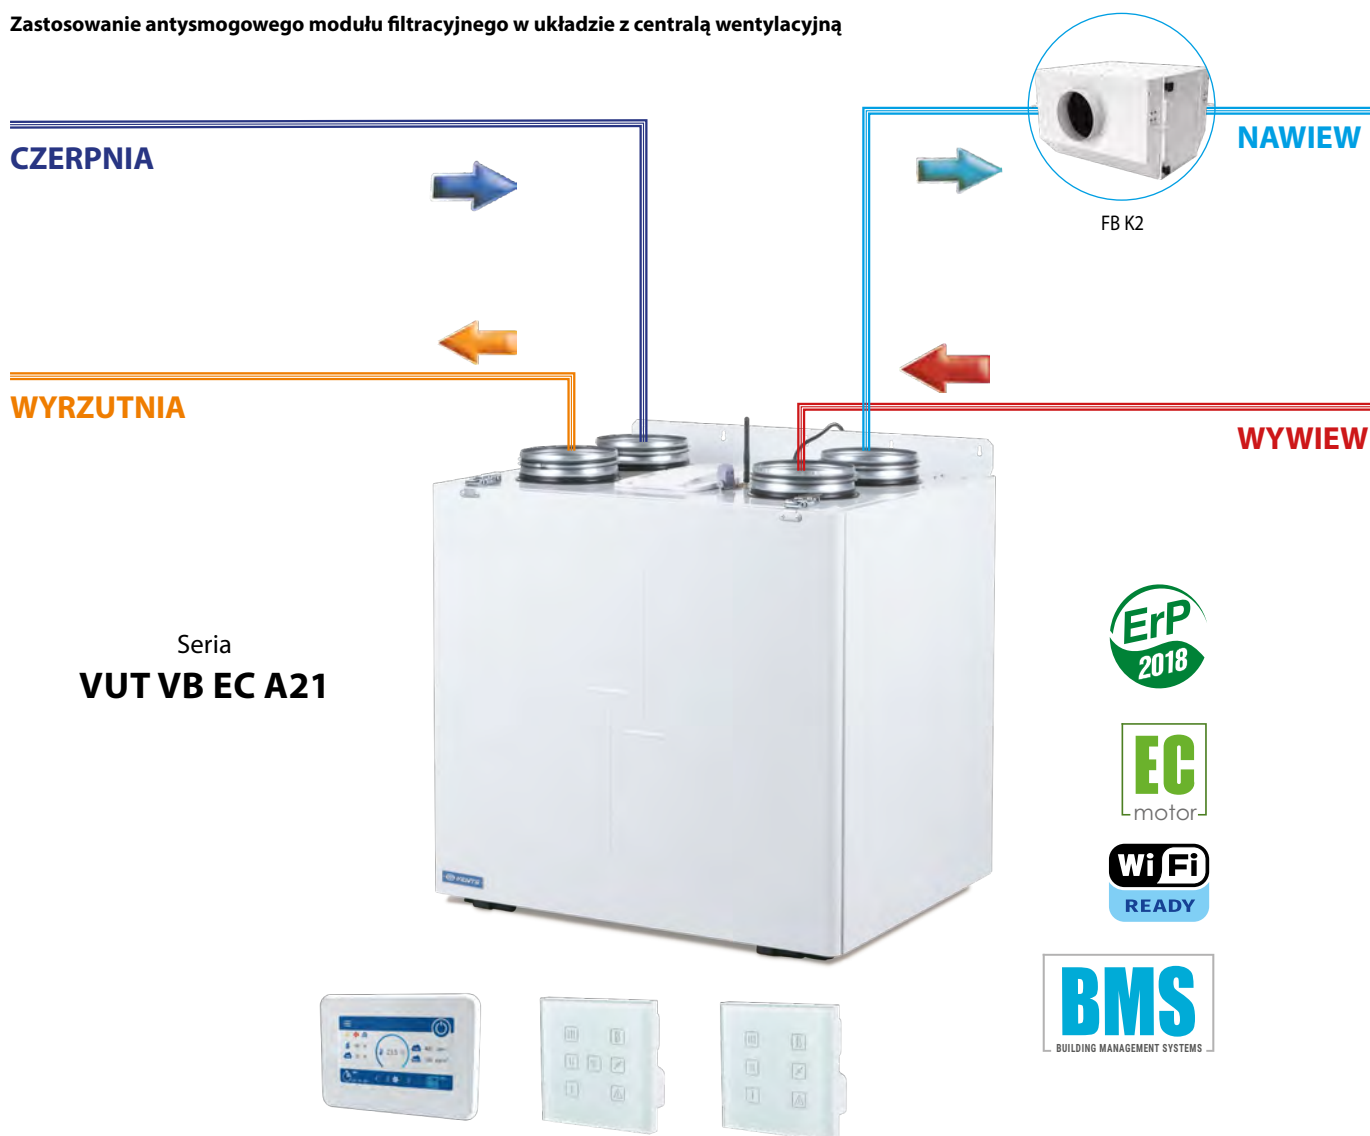 Zastosowanie antysmogowego modułu filtracyjnego w układzie z centralą wentylacyjną
CZERPNIA
NAWIEW
FB K2
WYRZUTNIA
WYWIEW
Seria
VUT VB EC A21
ErP
2018
EC
motor
Wi Fi
READY
VENTS
BMS
BUILDING MANAGEMENT SYSTEMS